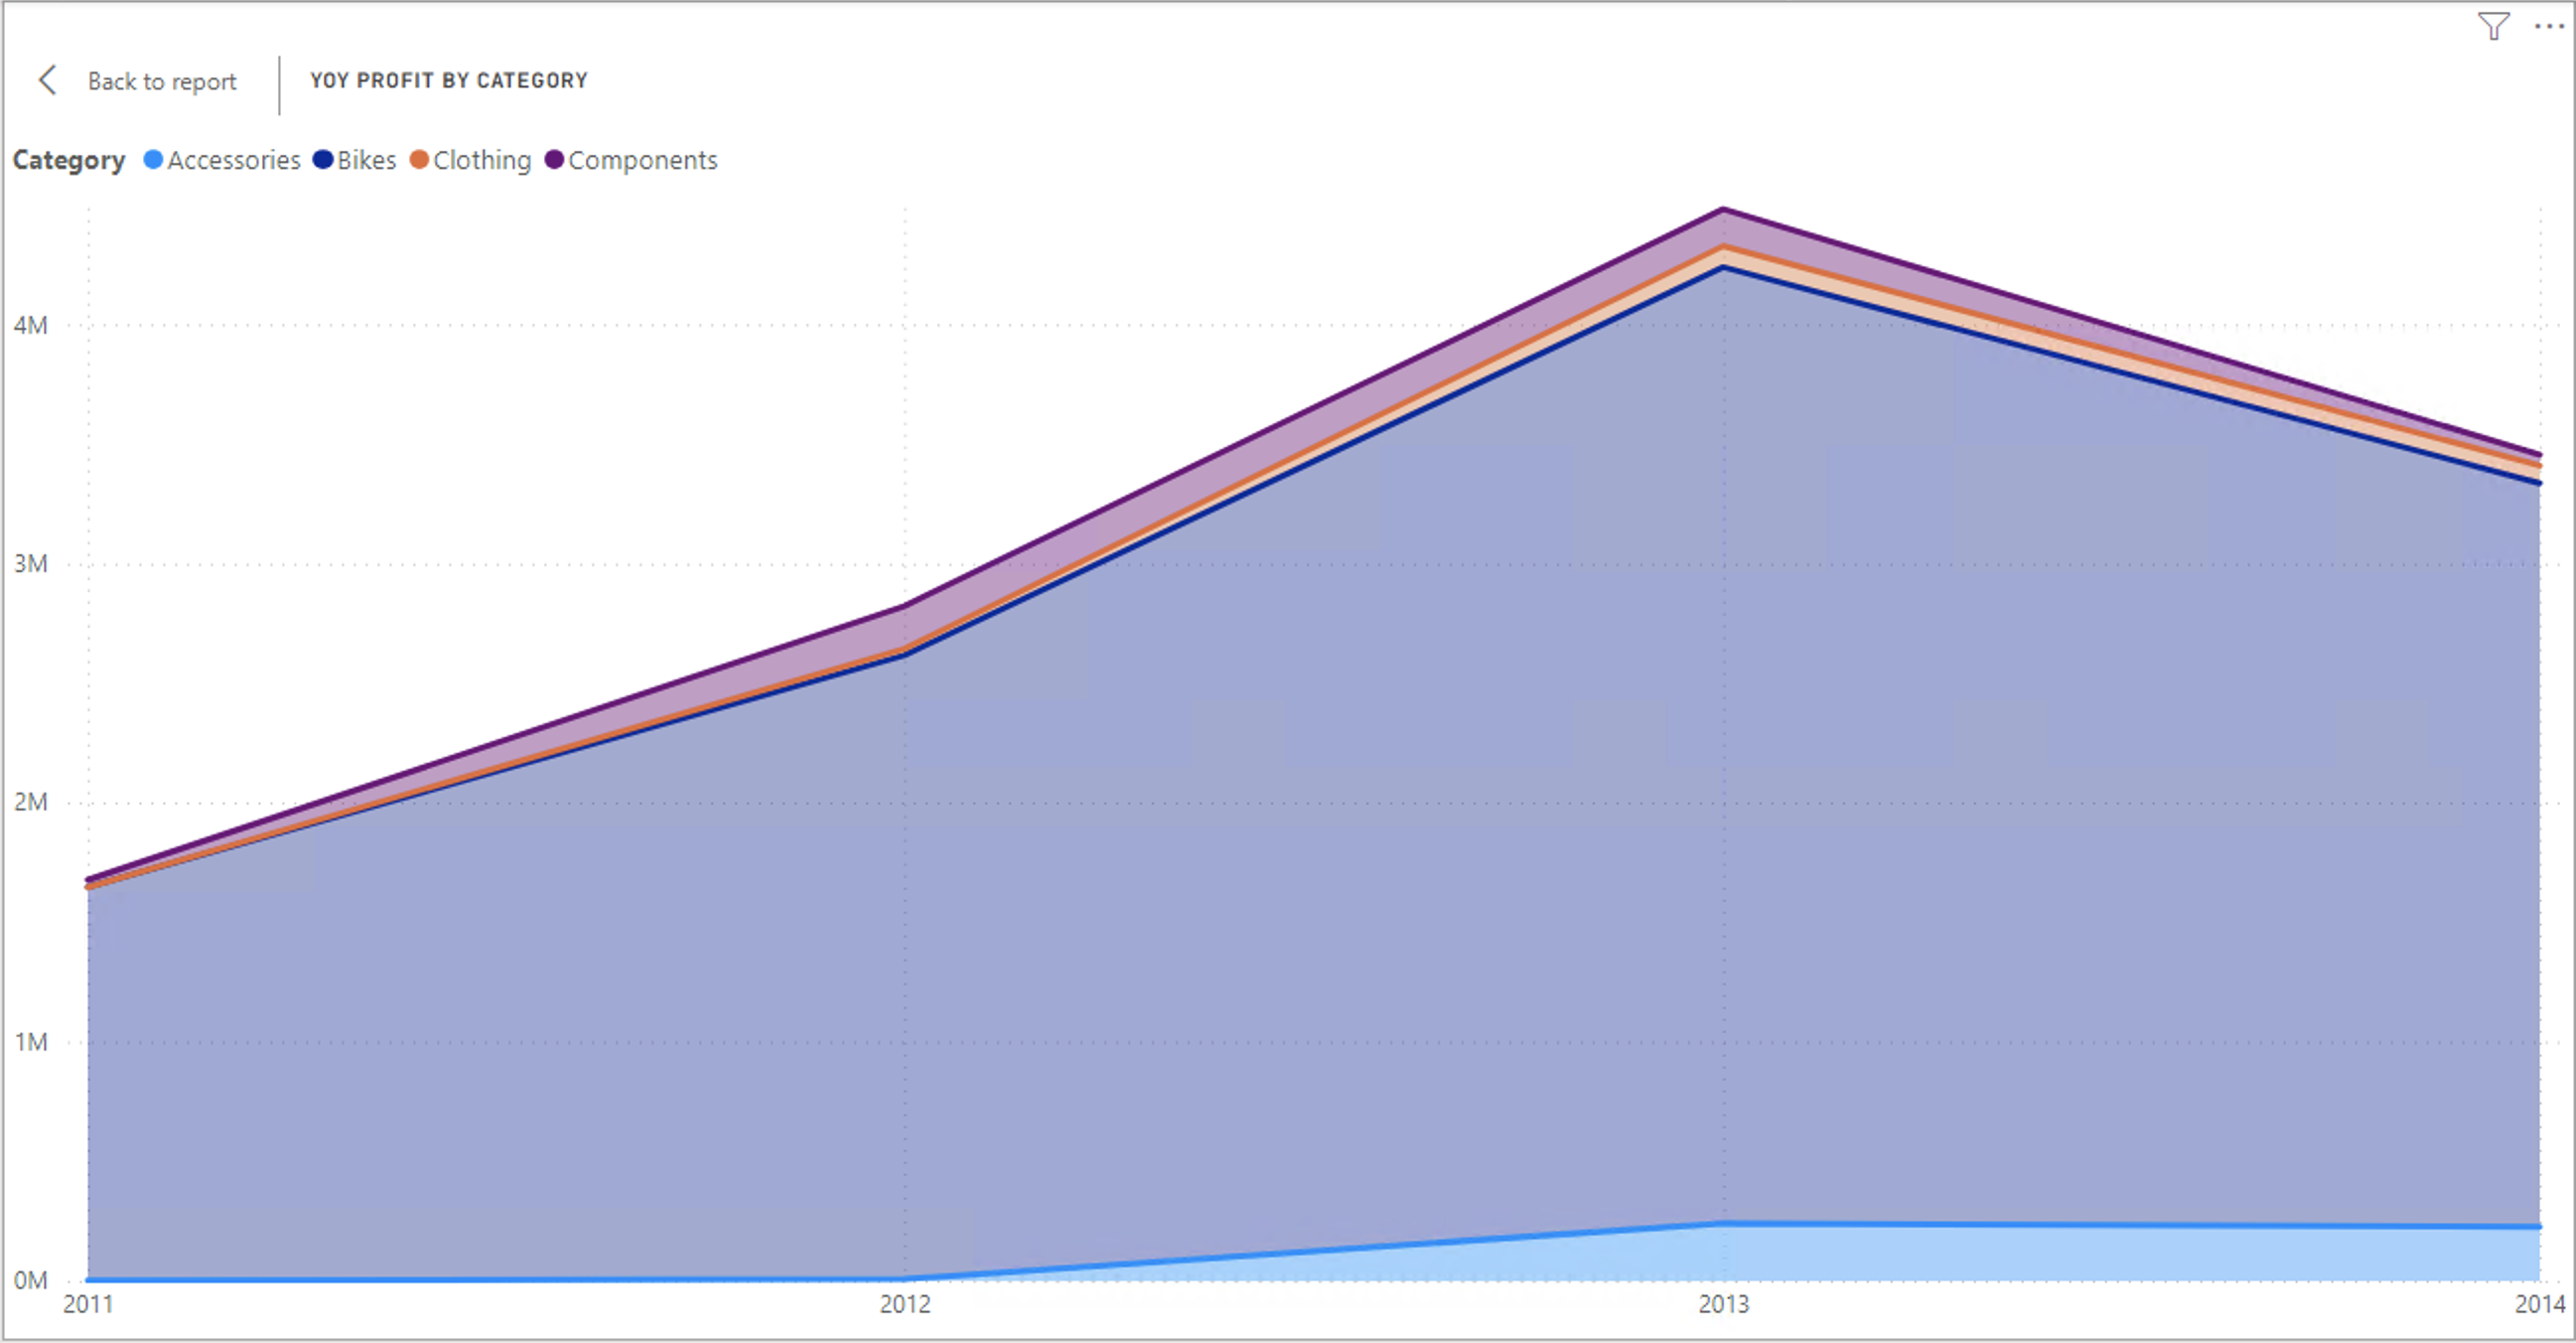 Back to report
YOY PROFIT BY CATEGORY
Category Accessories Bikes Clothing Components
4M
3M
2M
1M
0M
2011 2012 2013 2014